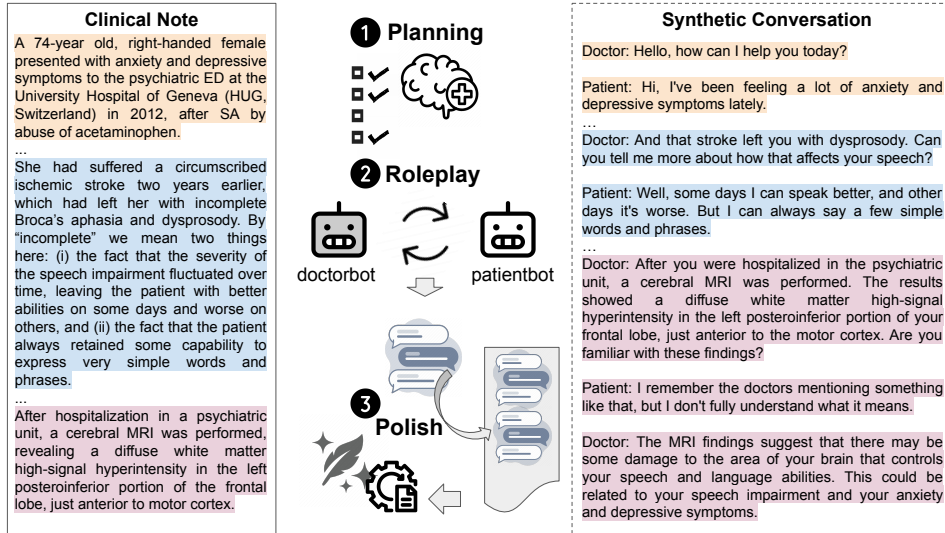 Clinical Note
A 74-year old, right-handed female
presented with anxiety and depressive
symptoms to the psychiatric ED at the
University Hospital of Geneva (HUG,
Switzerland) in 2012, after SA by
abuse of acetaminophen.
...
She had suffered a circumscribed
ischemic stroke two years earlier,
which had left her with incomplete
Broca's aphasia and dysprosody. By
“incomplete” we mean two things
here: (i) the fact that the severity of
the speech impairment fluctuated over
time, leaving the patient with better
abilities on some days and worse on
others, and (ii) the fact that the patient
always retained some capability to
express very simple words and
phrases.
...
After hospitalization in a psychiatric
unit, a cerebral MRI was performed,
revealing a diffuse white matter
high-signal hyperintensity in the left
posteroinferior portion of the frontal
lobe, just anterior to motor cortex.
1 Planning
2 Roleplay
doctorbot
patientbot
3 Polish
Synthetic Conversation
Doctor: Hello, how can I help you today?
Patient: Hi, I've been feeling a lot of anxiety and
depressive symptoms lately.
...
Doctor: And that stroke left you with dysprosody. Can
you tell me more about how that affects your speech?
Patient: Well, some days I can speak better, and other
days it's worse. But I can always say a few simple
words and phrases.
...
Doctor: After you were hospitalized in the psychiatric
unit, a cerebral MRI was performed. The results
showed a diffuse white matter high-signal
hyperintensity in the left posteroinferior portion of your
frontal lobe, just anterior to the motor cortex. Are you
familiar with these findings?
Patient: I remember the doctors mentioning something
like that, but I don't fully understand what it means.
Doctor: The MRI findings suggest that there may be
some damage to the area of your brain that controls
your speech and language abilities. This could be
related to your speech impairment and your anxiety
and depressive symptoms.